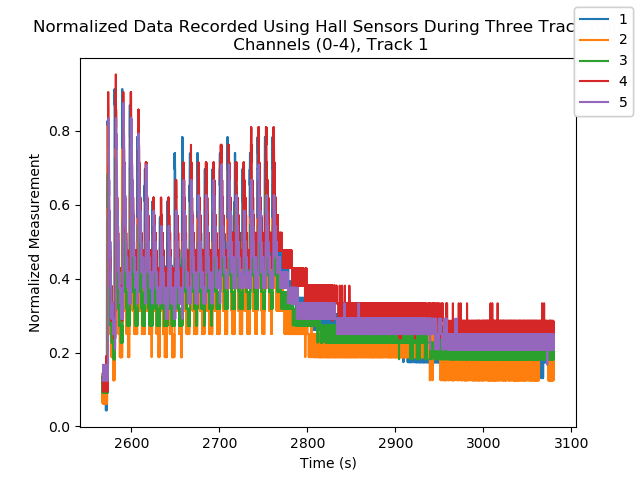 Normalized Data Recorded Using Hall Sensors During Three
Channels (0-4), Track 1
1
2
3
4
5
Normalized Measurement
0.8
0.6
0.4
0.2
0.0
2600 2700 2800 2900 3000 3100
Time (s)